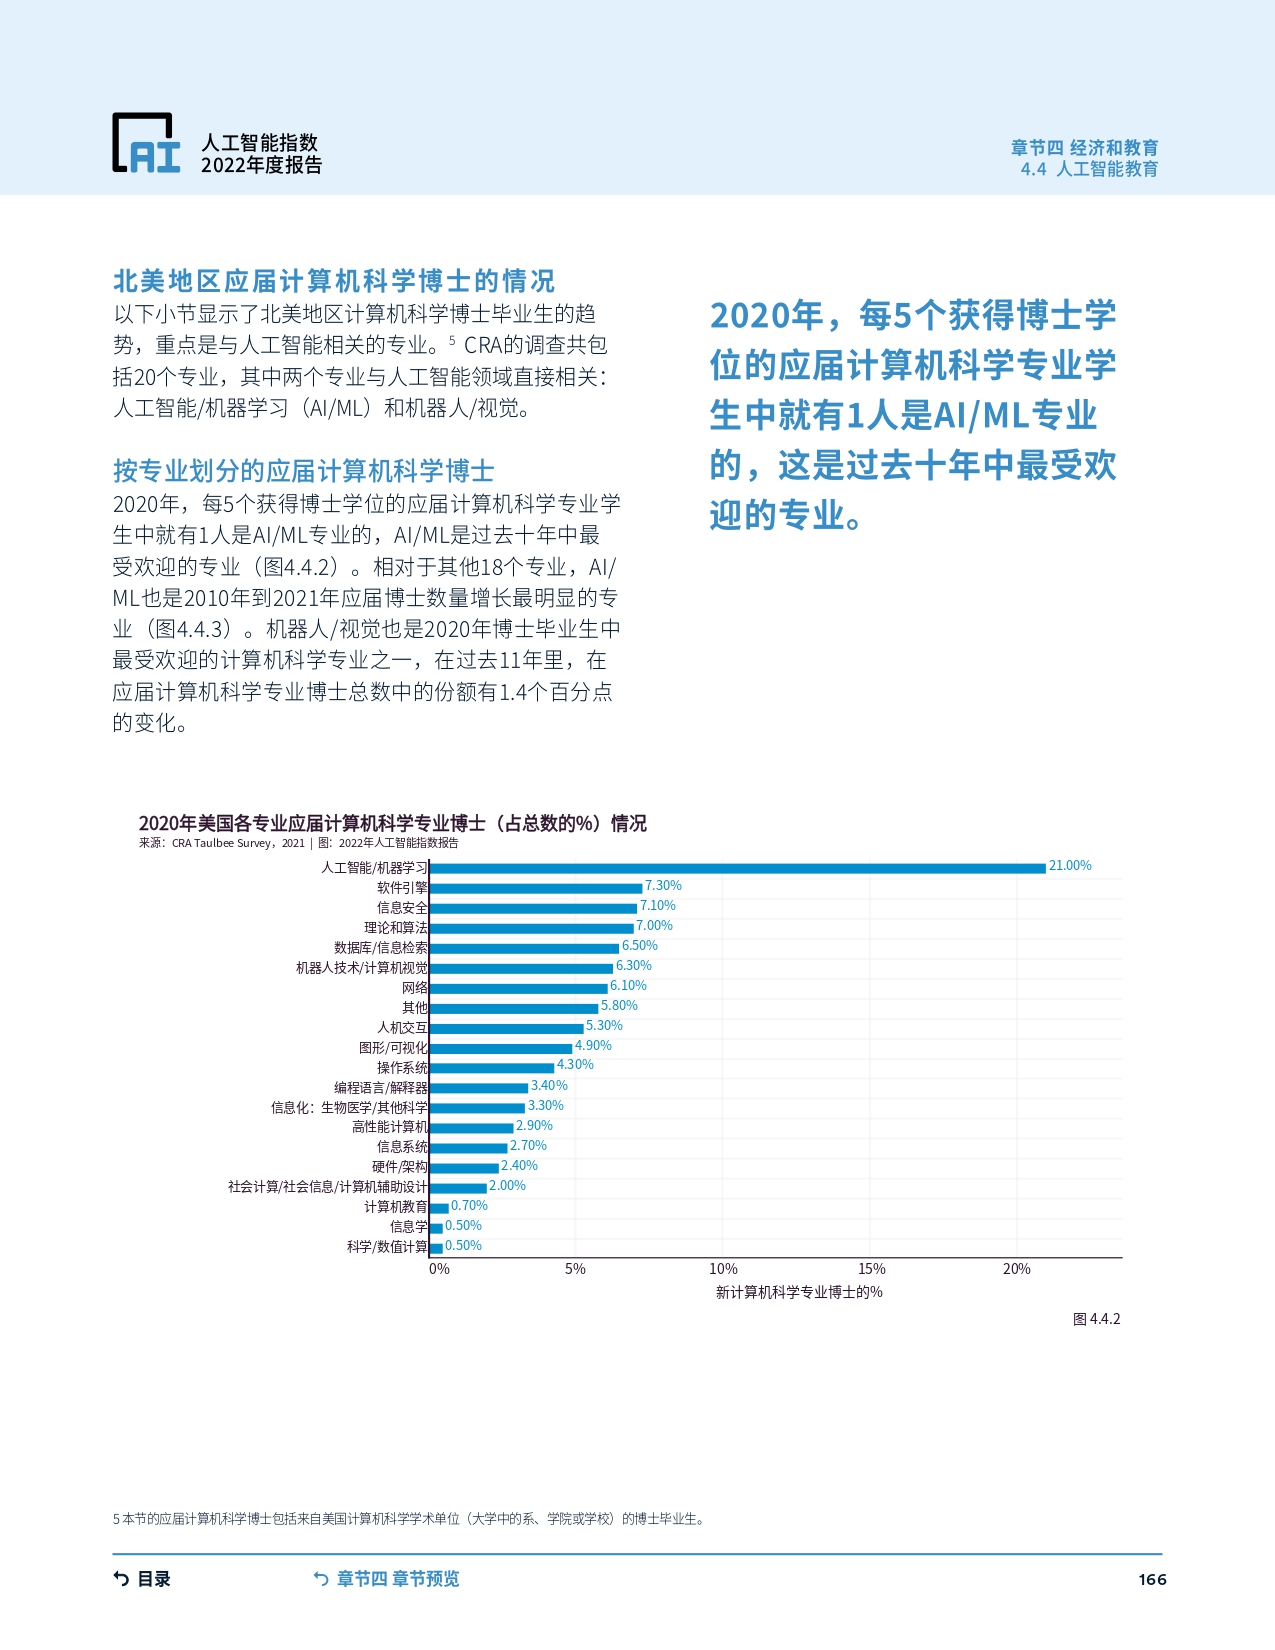 AI
人工智能指数
2022年度报告
章节四 经济和教育
4.4 人工智能教育
北美地区应届计算机科学博士的情况
以下小节显示了北美地区计算机科学博士毕业生的趋
势，重点是与人工智能相关的专业。5 CRA的调查共包
括20个专业，其中两个专业与人工智能领域直接相关：
人工智能/机器学习（AI/ML）和机器人/视觉。
按专业划分的应届计算机科学博士
2020年，每5个获得博士学位的应届计算机科学专业学
生中就有1人是AI/ML专业的，AI/ML是过去十年中最
受欢迎的专业（图4.4.2）。相对于其他18个专业，AI/
ML也是2010年到2021年应届博士数量增长最明显的专
业（图4.4.3）。机器人/视觉也是2020年博士毕业生中
最受欢迎的计算机科学专业之一，在过去11年里，在
应届计算机科学专业博士总数中的份额有1.4个百分点
的变化。
2020年，每5个获得博士学
位的应届计算机科学专业学
生中就有1人是AI/ML专业
的，这是过去十年中最受欢
迎的专业。
2020年美国各专业应届计算机科学专业博士（占总数的%）情况
来源：CRA Taulbee Survey，2021 | 图：2022年人工智能指数报告
人工智能/机器学习 21.00%
软件引擎 7.30%
信息安全 7.10%
理论和算法 7.00%
数据库/信息检索 6.50%
机器人技术/计算机视觉 6.30%
网络 6.10%
其他 5.80%
人机交互 5.30%
图形/可视化 4.90%
操作系统 4.30%
编程语言/解释器 3.40%
信息化：生物医学/其他科学 3.30%
高性能计算机 2.90%
信息系统 2.70%
硬件/架构 2.40%
社会计算/社会信息/计算机辅助设计 2.00%
计算机教育 0.70%
信息学 0.50%
科学/数值计算 0.50%
0% 5% 10% 15% 20%
新计算机科学专业博士的%
图 4.4.2
5 本节的应届计算机科学博士包括来自美国计算机科学学术单位（大学中的系、学院或学校）的博士毕业生。
目录 章节四 章节预览 166